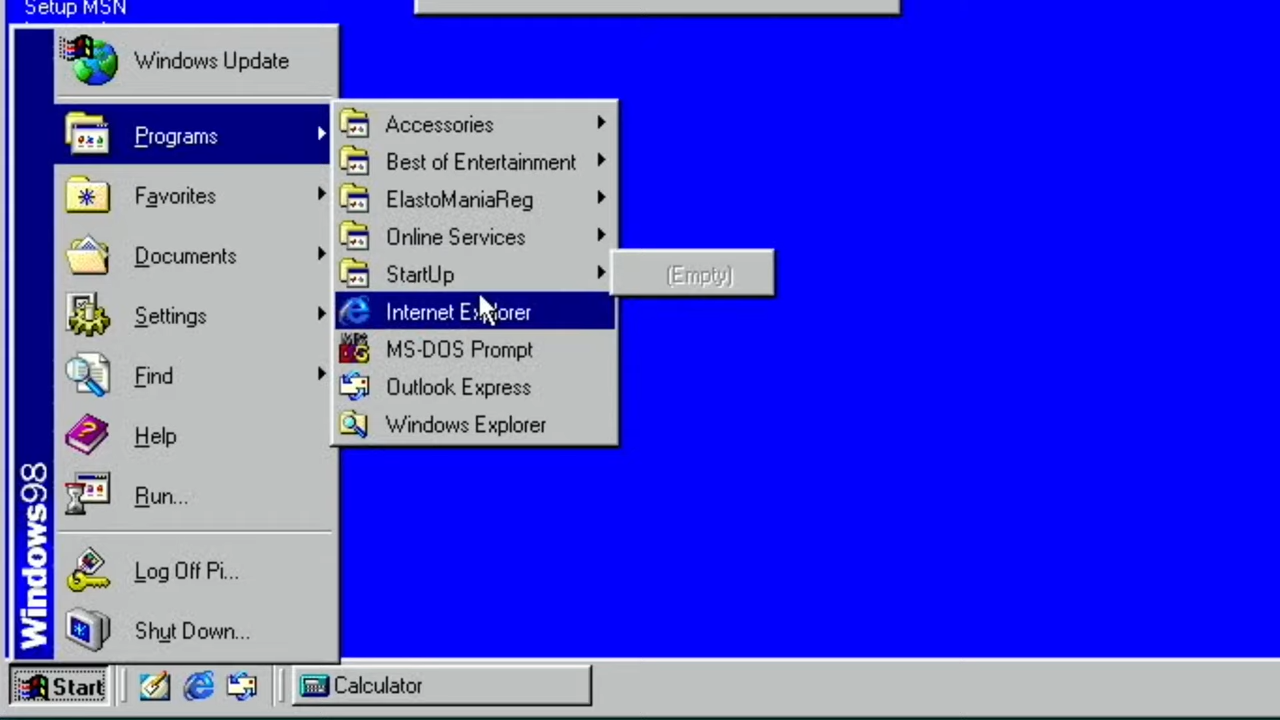 Setup MSN
Windows Update
Programs
Favorites
Documents
Settings
Find
Help
Run...
Log Off Pi...
Shut Down...
Windows98
Accessories
Best of Entertainment
ElastoManiaReg
Online Services
StartUp
Internet Explorer
MS-DOS Prompt
Outlook Express
Windows Explorer
(Empty)
Start
Calculator